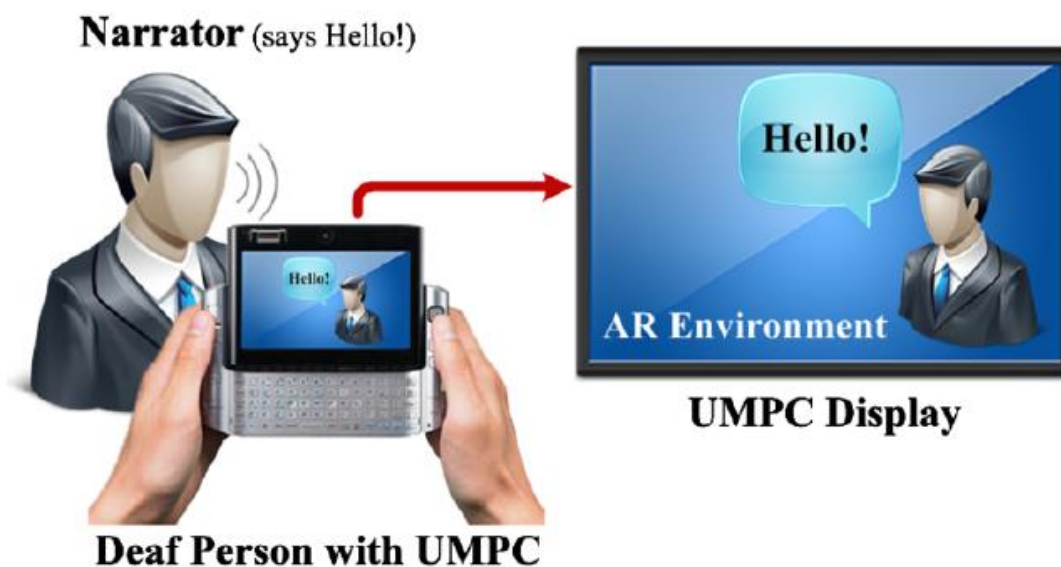 Narrator (says Hello!)
Hello!
Hello!
AR Environment
UMPC Display
Deaf Person with UMPC